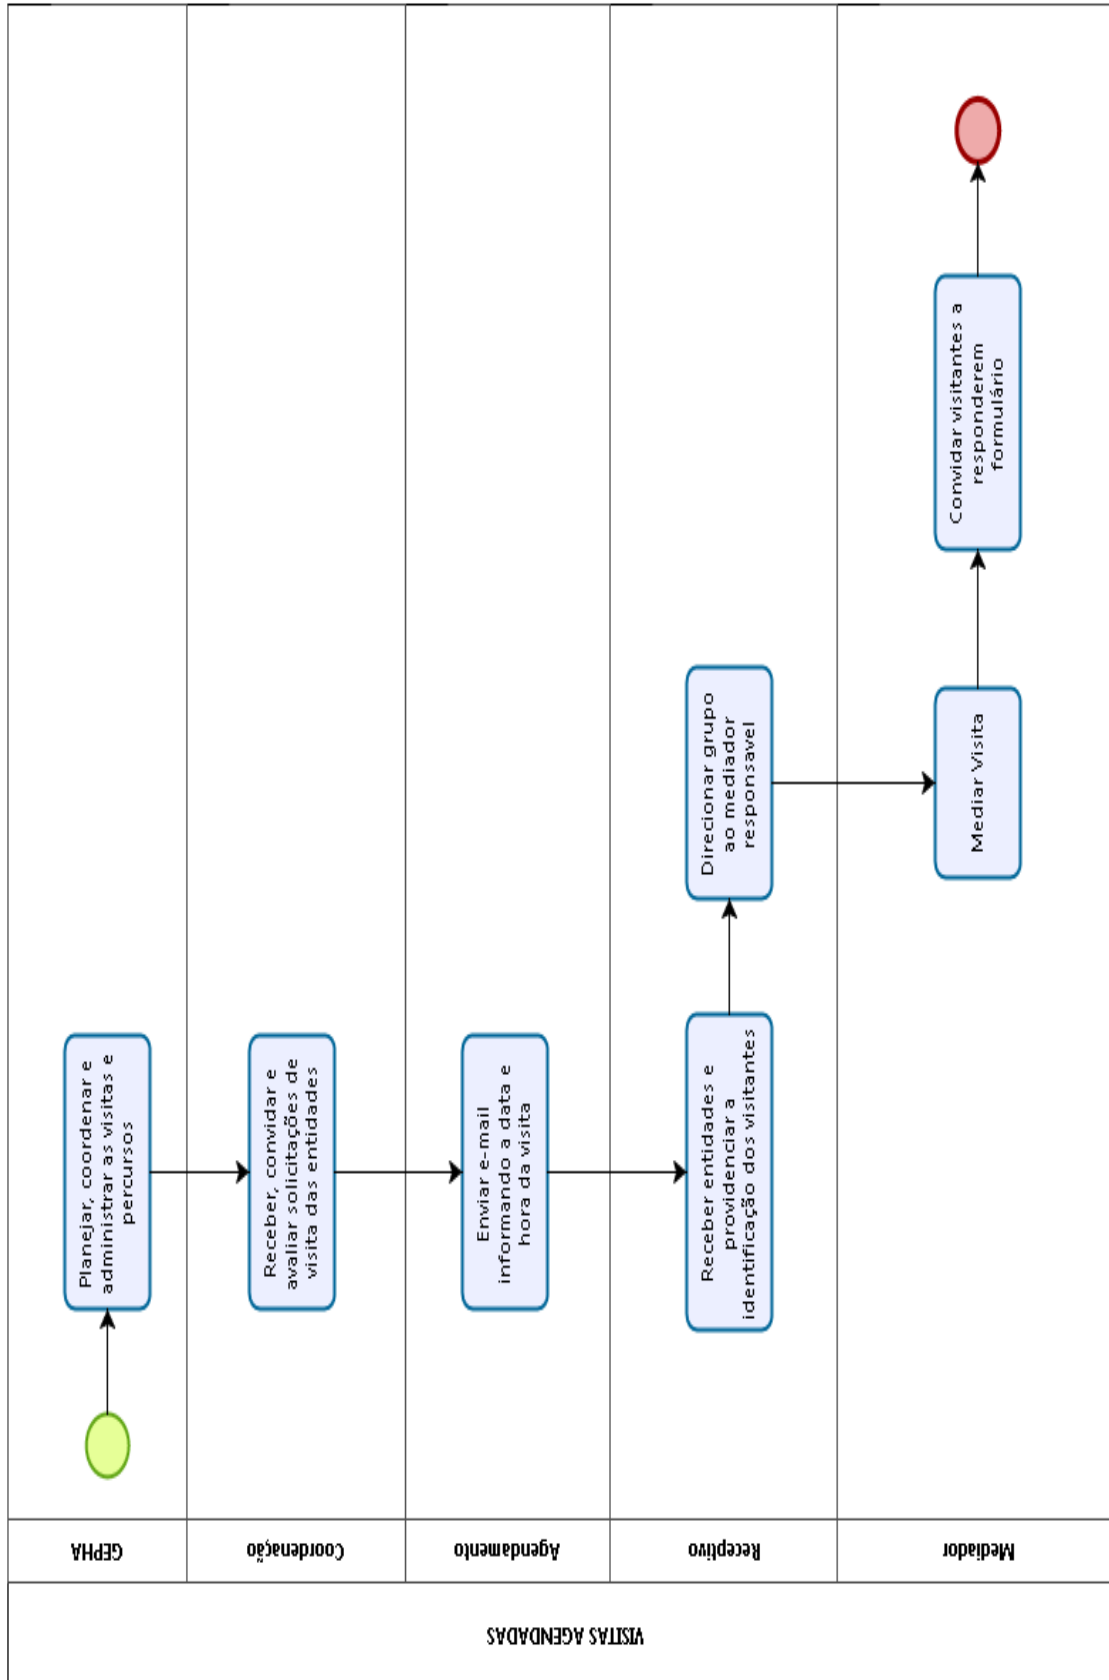 VISITAS AGENDADAS
GEPHA
Planejar, coordenar e
administrar as visitas e
percursos
Coordenação
Receber, convidar e
avaliar solicitações de
visita das entidades
Agendamento
Enviar e-mail
informando a data e
hora da visita
Receptivo
Receber entidades e
providenciar a
identificação dos visitantes
Direcionar grupo
ao mediador
responsavel
Mediador
Mediar Visita
Convidar visitantes a
responderem
formulário